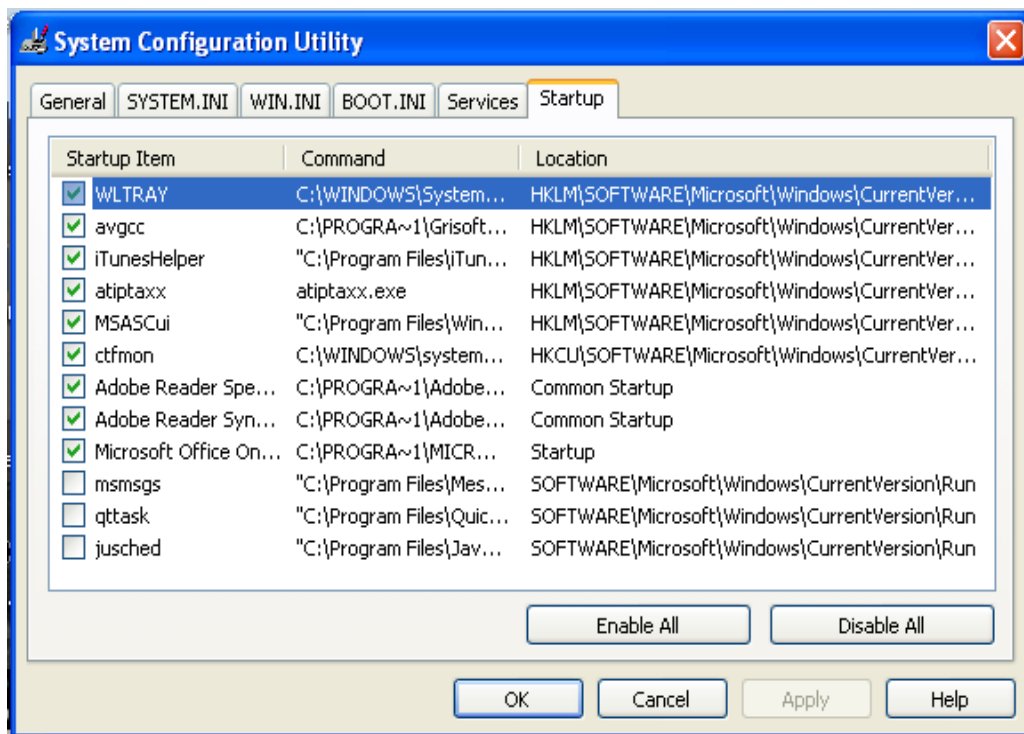 System Configuration Utility
General SYSTEM.INI WIN.INI BOOT.INI Services Startup
Startup Item Command Location
WLTRAY C:\WINDOWS\System... HKLM\SOFTWARE\Microsoft\Windows\CurrentVer...
avgcc C:\PROGRA~1\Grisoft... HKLM\SOFTWARE\Microsoft\Windows\CurrentVer...
iTunesHelper "C:\Program Files\iTun... HKLM\SOFTWARE\Microsoft\Windows\CurrentVer...
atiptaxx atiptaxx.exe HKLM\SOFTWARE\Microsoft\Windows\CurrentVer...
MSASCui "C:\Program Files\Win... HKLM\SOFTWARE\Microsoft\Windows\CurrentVer...
ctfmon C:\WINDOWS\system... HKCU\SOFTWARE\Microsoft\Windows\CurrentVer...
Adobe Reader Spe... C:\PROGRA~1\Adobe... Common Startup
Adobe Reader Syn... C:\PROGRA~1\Adobe... Common Startup
Microsoft Office On... C:\PROGRA~1\MICR... Startup
msmsgs "C:\Program Files\Mes... SOFTWARE\Microsoft\Windows\CurrentVersion\Run
qttask "C:\Program Files\Quic... SOFTWARE\Microsoft\Windows\CurrentVersion\Run
jusched "C:\Program Files\Jav... SOFTWARE\Microsoft\Windows\CurrentVersion\Run
Enable All Disable All
OK Cancel Apply Help